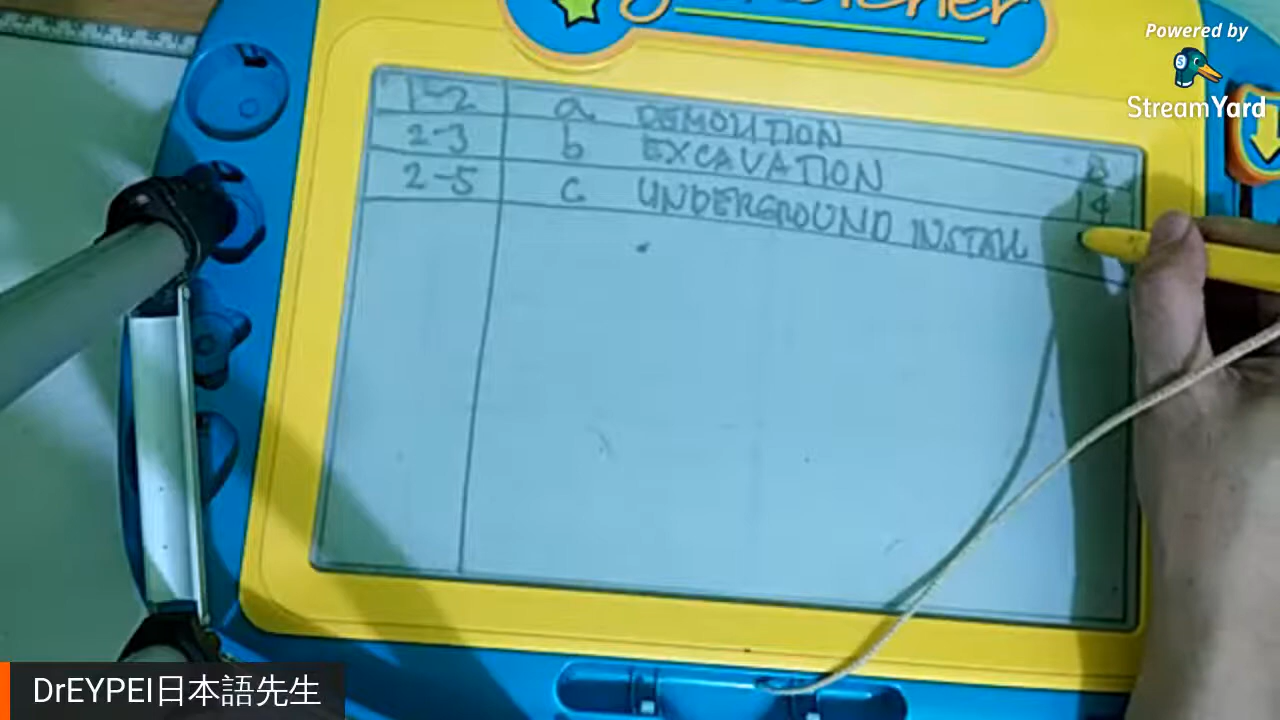 Powered by
StreamYard
1-2 a DEMOLITION 8
2-3 b EXCAVATION 14
2-5 c UNDERGROUND INSTALL
DrEYPEI日本語先生